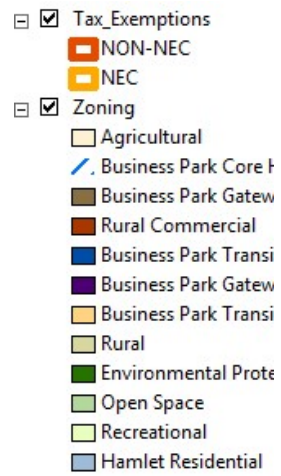 Tax_Exemptions
NON-NEC
NEC
Zoning
Agricultural
Business Park Core H
Business Park Gatew
Rural Commercial
Business Park Transi
Business Park Gatew
Business Park Transi
Rural
Environmental Prote
Open Space
Recreational
Hamlet Residential